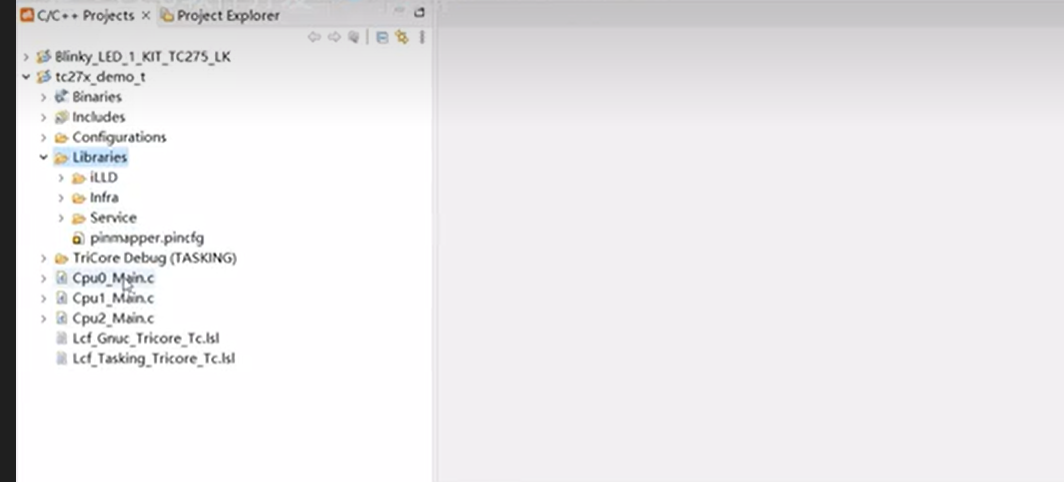 C/C++ Projects
Project Explorer
Blinky_LED_1_KIT_TC275_LK
tc27x_demo_t
Binaries
Includes
Configurations
Libraries
iLLD
Infra
Service
pinmapper.pincfg
TriCore Debug (TASKING)
Cpu0_Main.c
Cpu1_Main.c
Cpu2_Main.c
Lcf_Gnuc_Tricore_Tc.lsl
Lcf_Tasking_Tricore_Tc.lsl